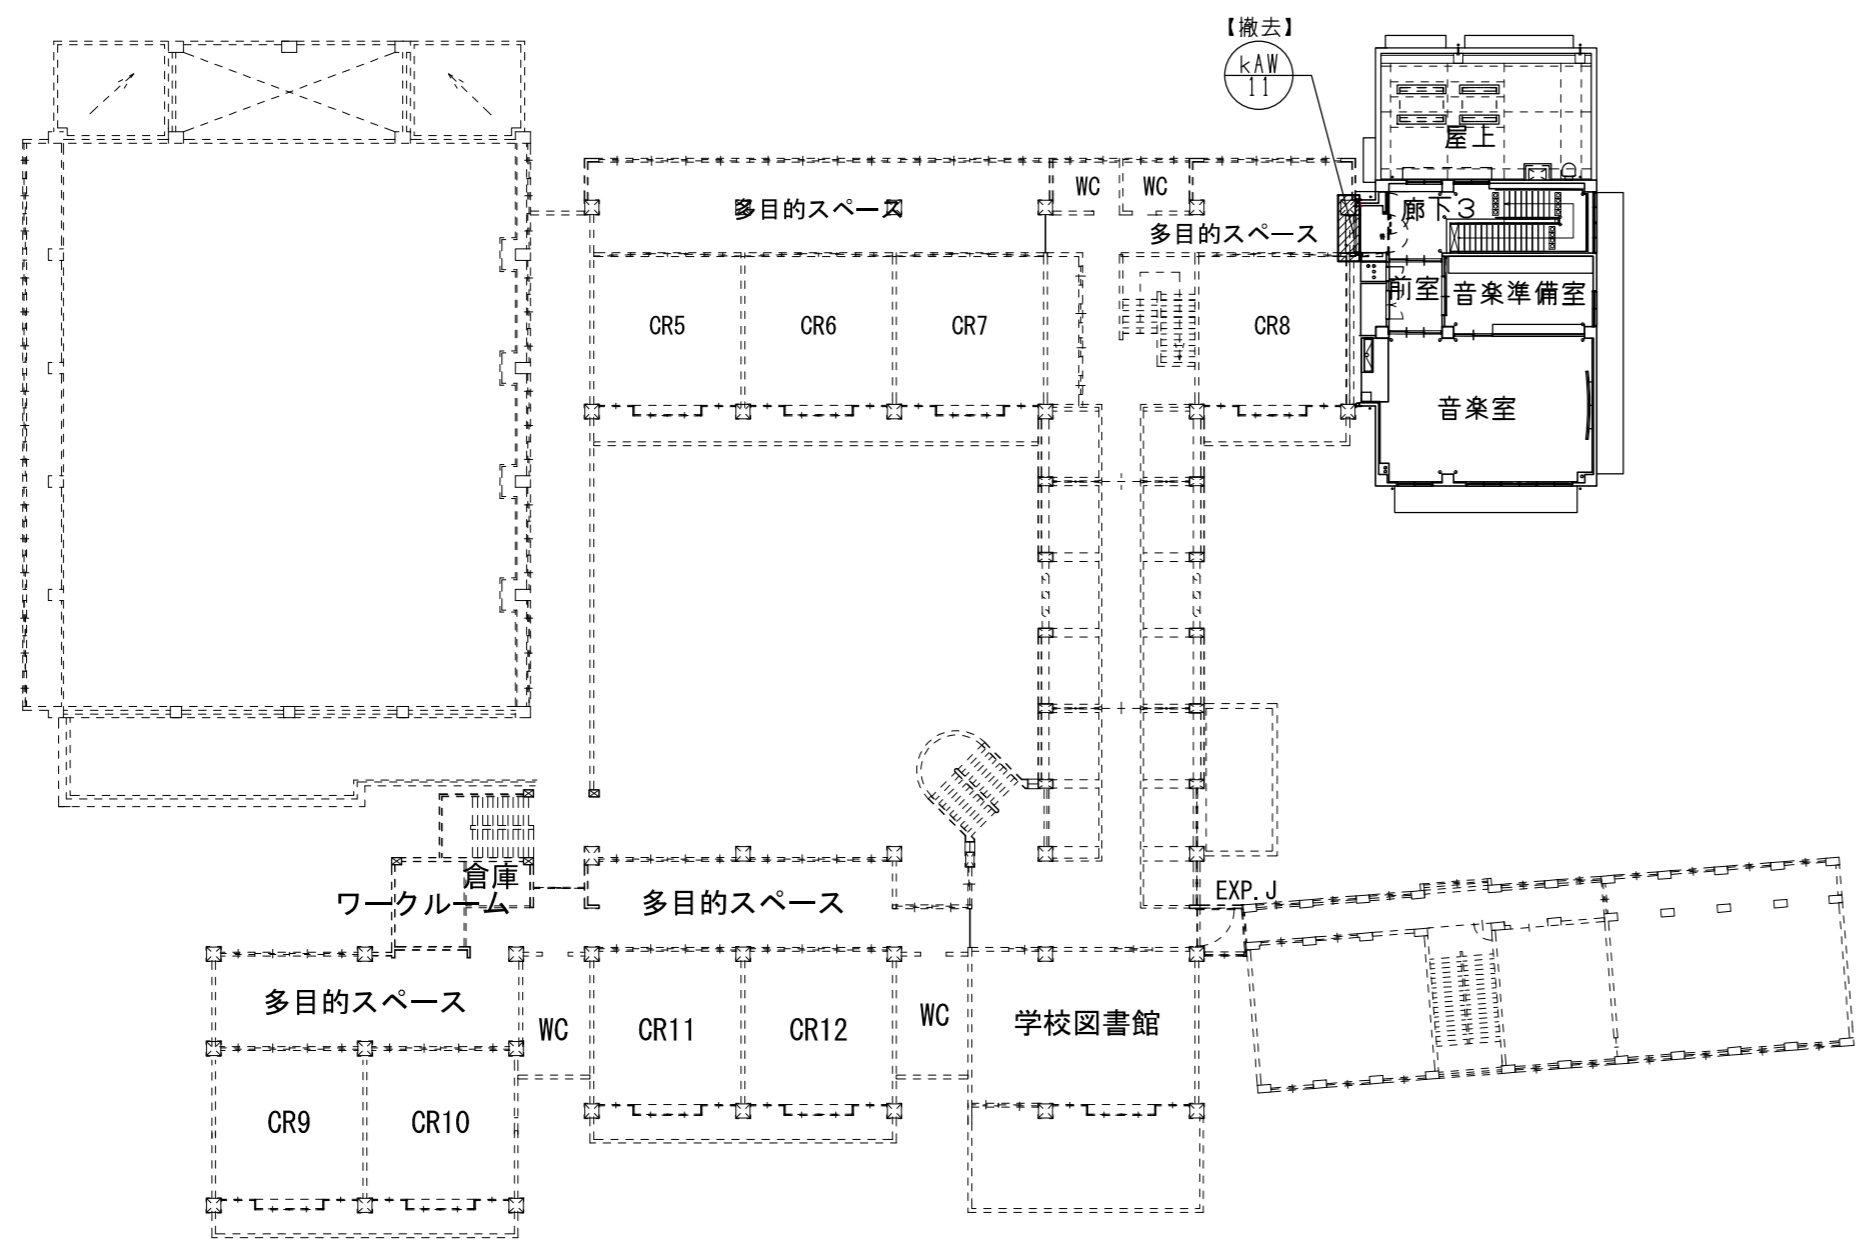 【撤去】
kAW
11
屋上
WC
WC
多目的スペース
廊下3
多目的スペース
前室
音楽準備室
CR5
CR6
CR7
CR8
音楽室
倉庫
ワークルーム
多目的スペース
EXP.J
多目的スペース
WC
CR11
CR12
WC
学校図書館
CR9
CR10